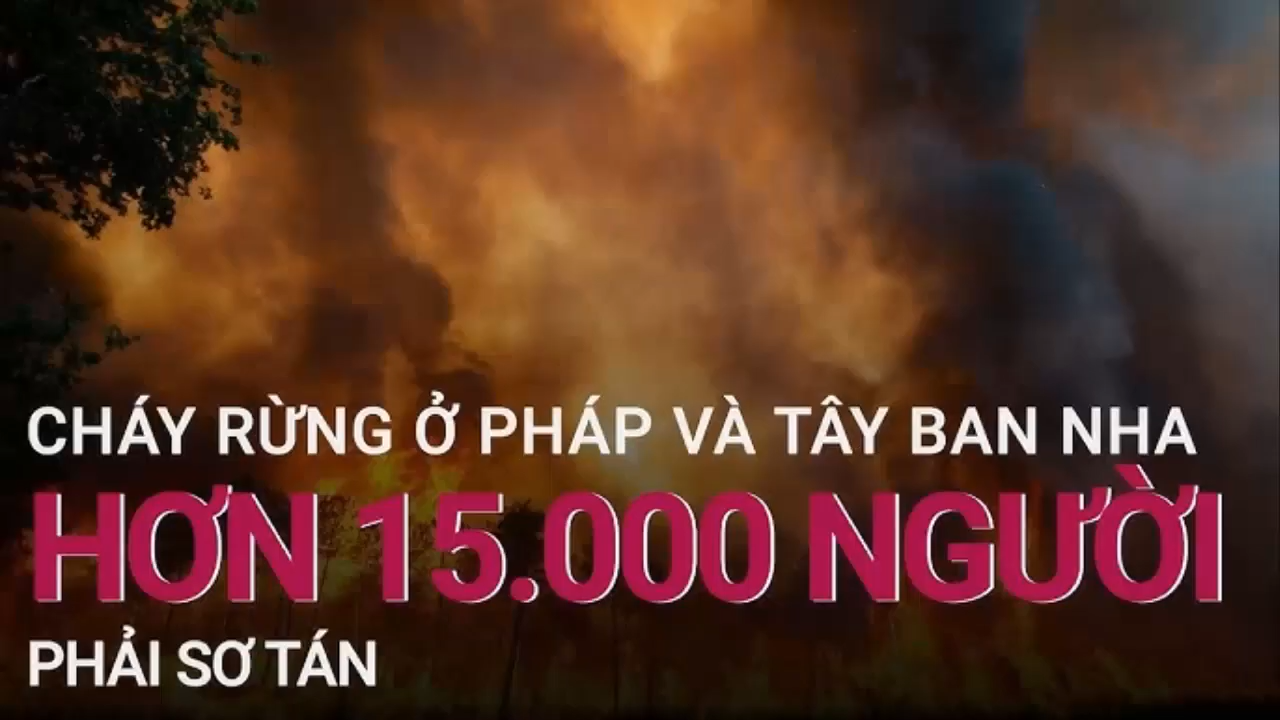 CHÁY RỪNG Ở PHÁP VÀ TÂY BAN NHA
HƠN 15.000 NGƯỜI
PHẢI SƠ TÁN